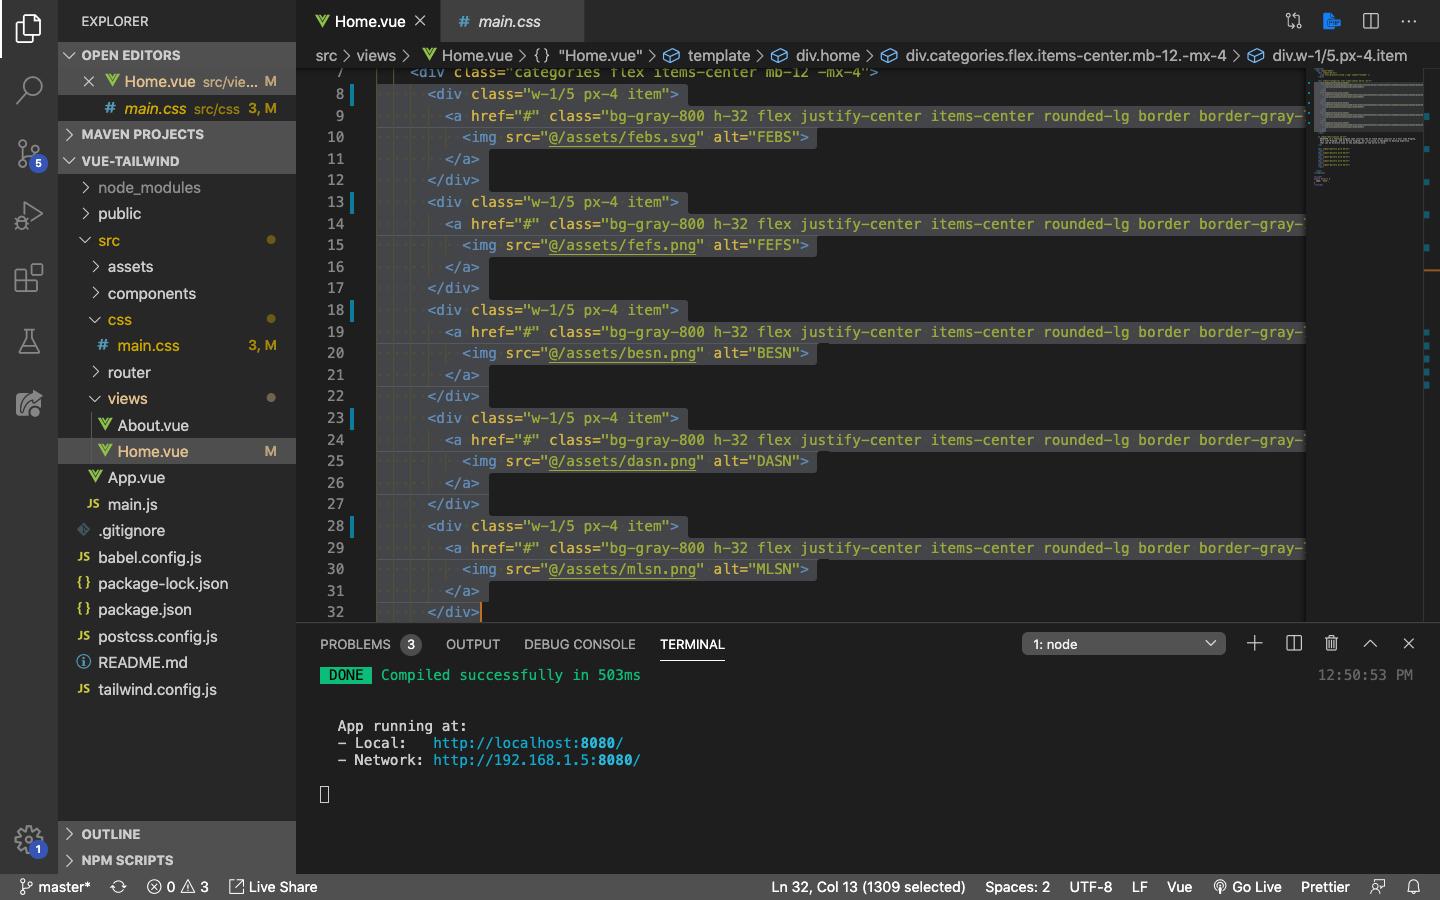 EXPLORER
OPEN EDITORS
Home.vue src/vie... M
# main.css src/css 3, M
MAVEN PROJECTS
VUE-TAILWIND
node_modules
public
src
assets
components
css
# main.css 3, M
router
views
About.vue
Home.vue M
App.vue
JS main.js
.gitignore
JS babel.config.js
{} package-lock.json
{} package.json
JS postcss.config.js
README.md
JS tailwind.config.js
OUTLINE
NPM SCRIPTS
5
1
Home.vue
# main.css
src > views > Home.vue > {} "Home.vue" > template > div.home > div.categories.flex.items-center.mb-12.-mx-4 > div.w-1/5.px-4.item
7 <div class="categories flex items-center mb-12 -mx-4">
8 <div class="w-1/5 px-4 item">
9 <a href="#" class="bg-gray-800 h-32 flex justify-center items-center rounded-lg border border-gray-
10 <img src="@/assets/febs.svg" alt="FEBS">
11 </a>
12 </div>
13 <div class="w-1/5 px-4 item">
14 <a href="#" class="bg-gray-800 h-32 flex justify-center items-center rounded-lg border border-gray-
15 <img src="@/assets/fefs.png" alt="FEFS">
16 </a>
17 </div>
18 <div class="w-1/5 px-4 item">
19 <a href="#" class="bg-gray-800 h-32 flex justify-center items-center rounded-lg border border-gray-
20 <img src="@/assets/besn.png" alt="BESN">
21 </a>
22 </div>
23 <div class="w-1/5 px-4 item">
24 <a href="#" class="bg-gray-800 h-32 flex justify-center items-center rounded-lg border border-gray-
25 <img src="@/assets/dasn.png" alt="DASN">
26 </a>
27 </div>
28 <div class="w-1/5 px-4 item">
29 <a href="#" class="bg-gray-800 h-32 flex justify-center items-center rounded-lg border border-gray-
30 <img src="@/assets/mlsn.png" alt="MLSN">
31 </a>
32 </div>
PROBLEMS 3 OUTPUT DEBUG CONSOLE TERMINAL 1: node
DONE Compiled successfully in 503ms 12:50:53 PM
App running at:
- Local: http://localhost:8080/
- Network: http://192.168.1.5:8080/
master* 0 3 Live Share Ln 32, Col 13 (1309 selected) Spaces: 2 UTF-8 LF Vue Go Live Prettier